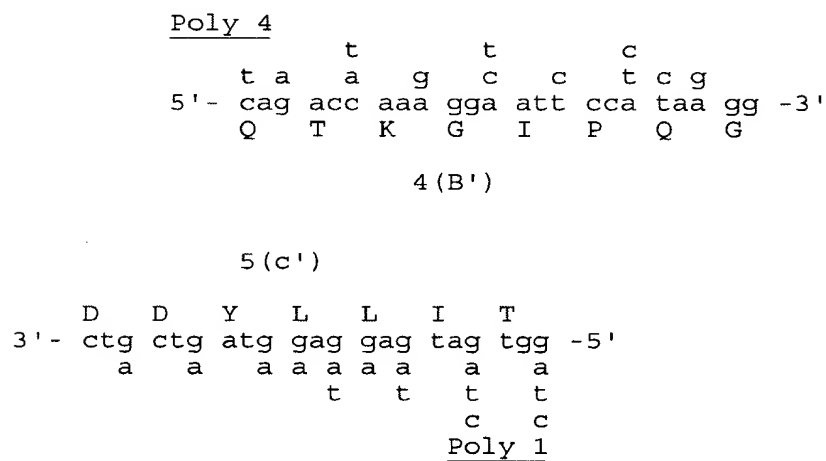 Poly 4
t t c
t a a g c c t c g
5'- cag acc aaa gga att cca taa gg -3'
Q T K G I P Q G
4(B')
5(c')
D D Y L L I T
3'- ctg ctg atg gag gag tag tgg -5'
a a a a a a a a a
t t t t
c c
Poly 1